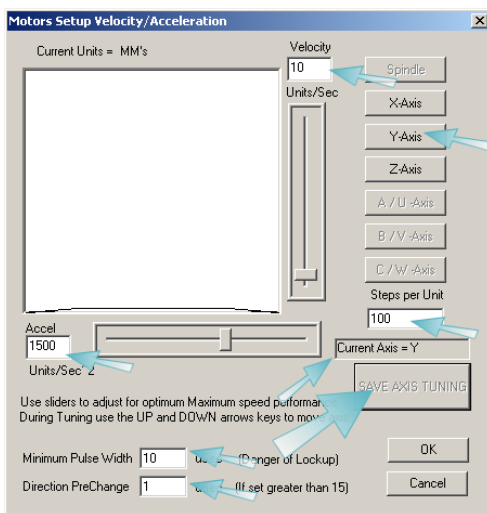 Motors Setup Velocity/Acceleration
Current Units = MM's
Velocity
10
Units/Sec
Spindle
X-Axis
Y-Axis
Z-Axis
A / U -Axis
B / V -Axis
C / W -Axis
Steps per Unit
100
Accel
1500
Units/Sec^2
Current Axis = Y
SAVE AXIS TUNING
Use sliders to adjust for optimum Maximum speed performance
During Tuning use the UP and DOWN arrows keys to move
Minimum Pulse Width 10 (Danger of Lockup)
Direction PreChange 1 (If set greater than 15)
OK
Cancel